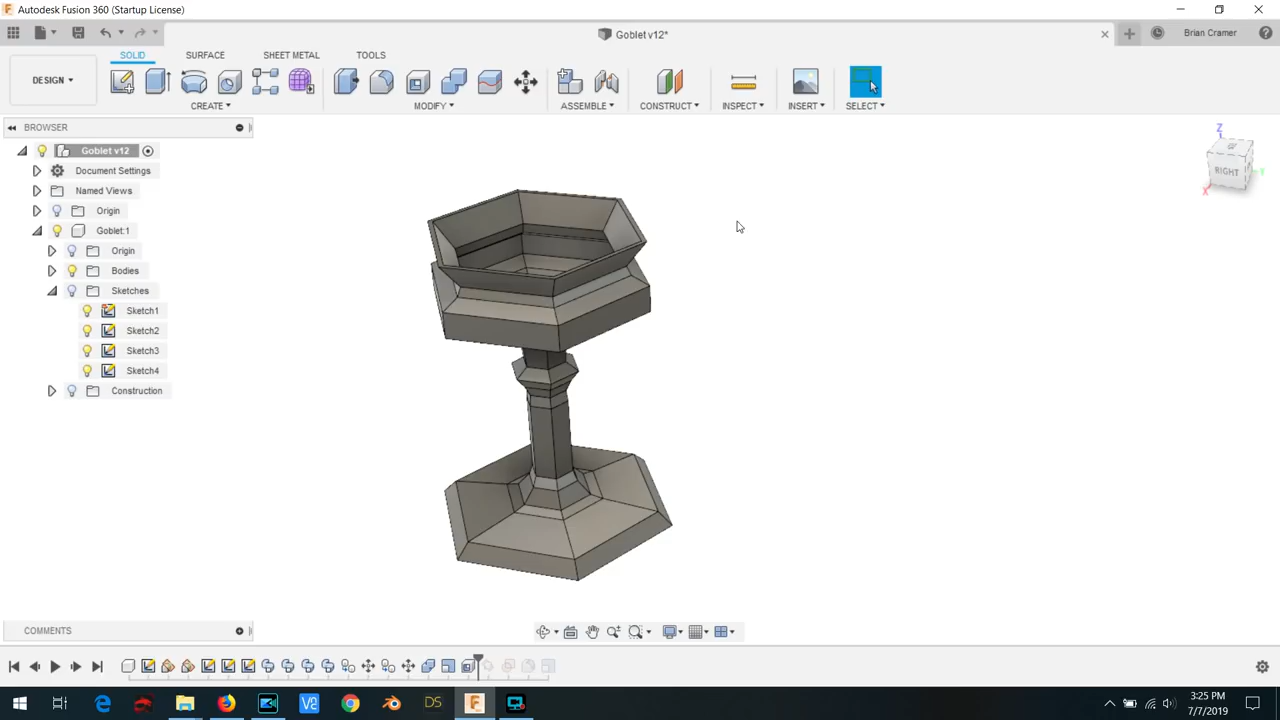 Autodesk Fusion 360 (Startup License)
Goblet v12*
Brian Cramer
SOLID SURFACE SHEET METAL TOOLS
DESIGN
CREATE MODIFY ASSEMBLE CONSTRUCT INSPECT INSERT SELECT
BROWSER
Goblet v12
Document Settings
Named Views
Origin
Goblet:1
Origin
Bodies
Sketches
Sketch1
Sketch2
Sketch3
Sketch4
Construction
Z
RIGHT
X
Y
COMMENTS
DS
F
3:25 PM
7/7/2019